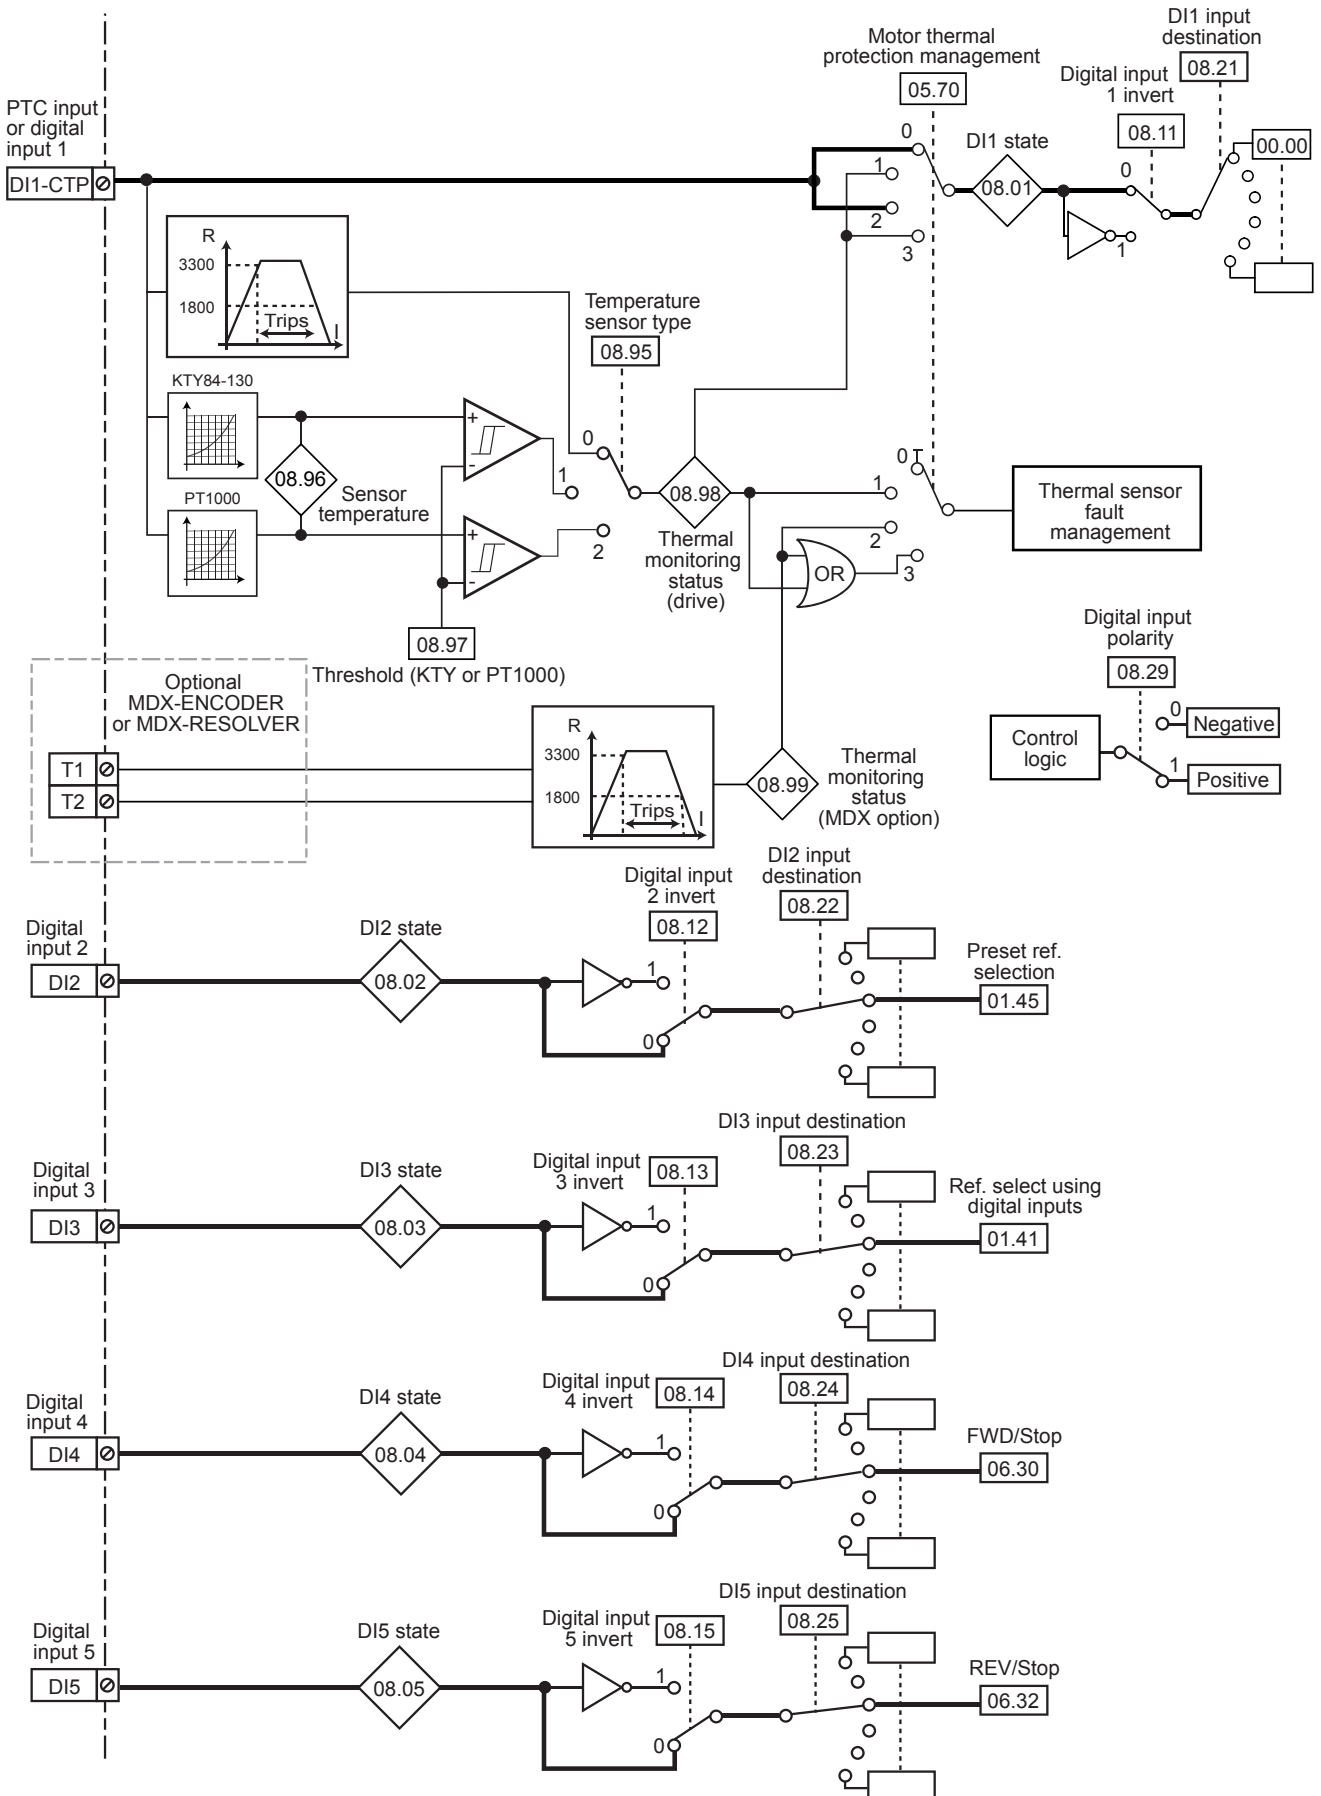 DI1 input
destination
08.21
Motor thermal
protection management
05.70
Digital input
1 invert
08.11
PTC input
or digital
input 1
DI1-CTP
0
1
2
3
DI1 state
08.01
0
1
00.00
R
3300
1800
Trips
I
Temperature
sensor type
08.95
KTY84-130
+
-
08.96
Sensor
temperature
PT1000
+
-
0
1
2
08.98
Thermal
monitoring
status
(drive)
0
1
2
3
OR
Thermal sensor
fault
management
08.97
Threshold (KTY or PT1000)
Digital input
polarity
08.29
0
Negative
Control
logic
1
Positive
Optional
MDX-ENCODER
or MDX-RESOLVER
T1
T2
R
3300
1800
Trips
I
08.99
Thermal
monitoring
status
(MDX option)
Digital
input 2
DI2
DI2 state
08.02
Digital input
2 invert
08.12
1
0
DI2 input
destination
08.22
Preset ref.
selection
01.45
Digital
input 3
DI3
DI3 state
08.03
Digital input
3 invert
08.13
1
0
DI3 input destination
08.23
Ref. select using
digital inputs
01.41
Digital
input 4
DI4
DI4 state
08.04
Digital input
4 invert
08.14
1
0
DI4 input destination
08.24
FWD/Stop
06.30
Digital
input 5
DI5
DI5 state
08.05
Digital input
5 invert
08.15
1
0
DI5 input destination
08.25
REV/Stop
06.32